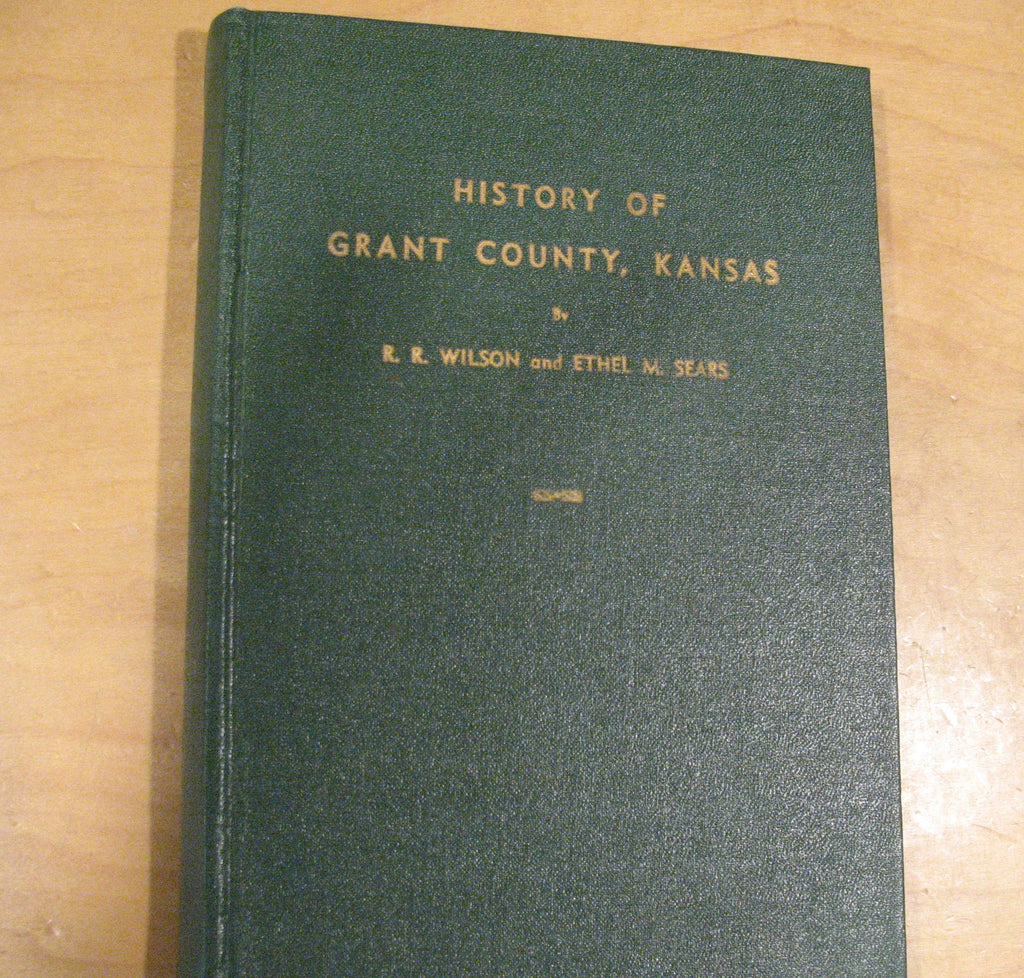 HISTORY OF
GRANT COUNTY, KANSAS
By
R. R. WILSON and ETHEL M. SEARS